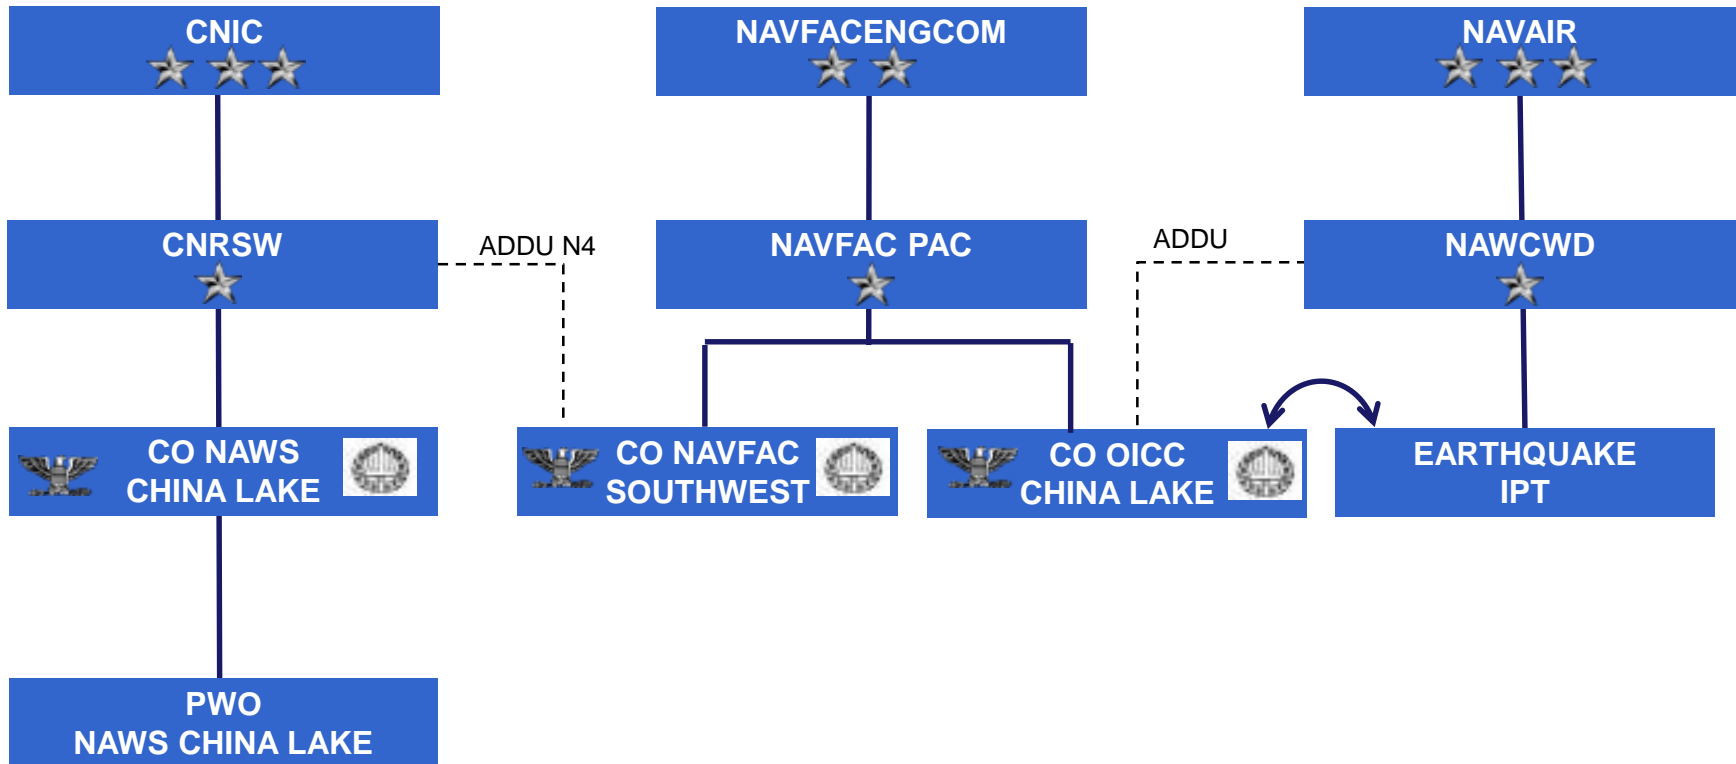 CNIC
NAVFACENGCOM
NAVAIR
CNRSW
ADDU N4
NAVFAC PAC
ADDU
NAWCWD
CO NAWS
CHINA LAKE
CO NAVFAC
SOUTHWEST
CO OICC
CHINA LAKE
EARTHQUAKE
IPT
PWO
NAWS CHINA LAKE